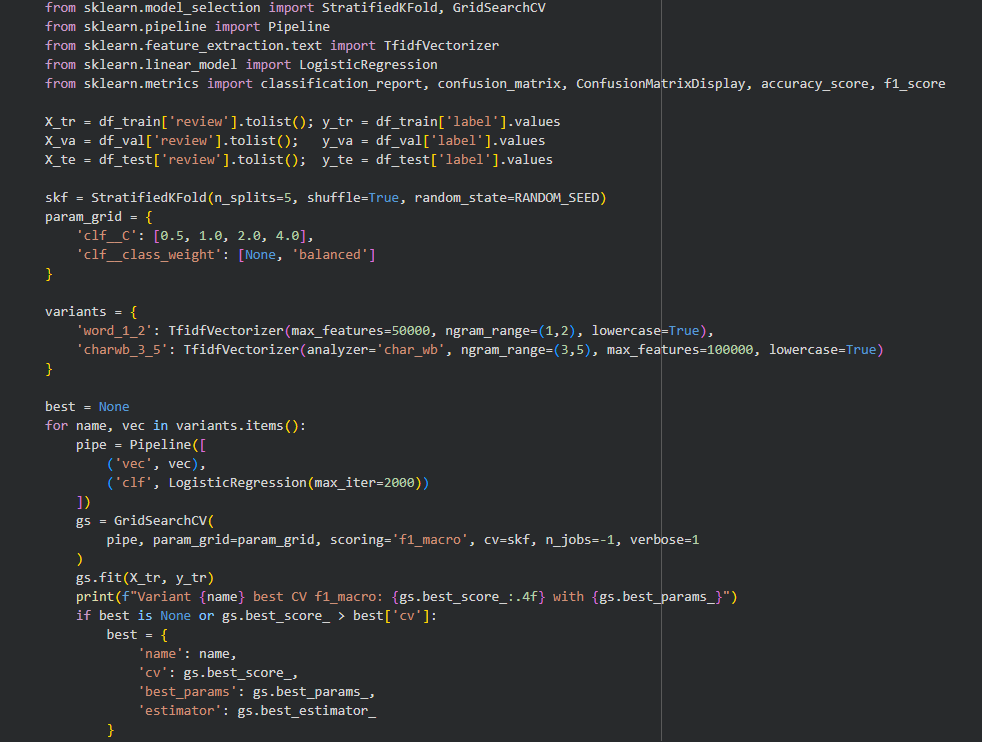 from sklearn.model_selection import StratifiedKFold, GridSearchCV
from sklearn.pipeline import Pipeline
from sklearn.feature_extraction.text import TfidfVectorizer
from sklearn.linear_model import LogisticRegression
from sklearn.metrics import classification_report, confusion_matrix, ConfusionMatrixDisplay, accuracy_score, f1_score

X_tr = df_train['review'].tolist(); y_tr = df_train['label'].values
X_va = df_val['review'].tolist();   y_va = df_val['label'].values
X_te = df_test['review'].tolist();  y_te = df_test['label'].values

skf = StratifiedKFold(n_splits=5, shuffle=True, random_state=RANDOM_SEED)
param_grid = {
    'clf__C': [0.5, 1.0, 2.0, 4.0],
    'clf__class_weight': [None, 'balanced']
}

variants = {
    'word_1_2': TfidfVectorizer(max_features=50000, ngram_range=(1,2), lowercase=True),
    'charwb_3_5': TfidfVectorizer(analyzer='char_wb', ngram_range=(3,5), max_features=100000, lowercase=True)
}

best = None
for name, vec in variants.items():
    pipe = Pipeline([
        ('vec', vec),
        ('clf', LogisticRegression(max_iter=2000))
    ])
    gs = GridSearchCV(
        pipe, param_grid=param_grid, scoring='f1_macro', cv=skf, n_jobs=-1, verbose=1
    )
    gs.fit(X_tr, y_tr)
    print(f"Variant {name} best CV f1_macro: {gs.best_score_:.4f} with {gs.best_params_}")
    if best is None or gs.best_score_ > best['cv']:
        best = {
            'name': name,
            'cv': gs.best_score_,
            'best_params': gs.best_params_,
            'estimator': gs.best_estimator_
        }